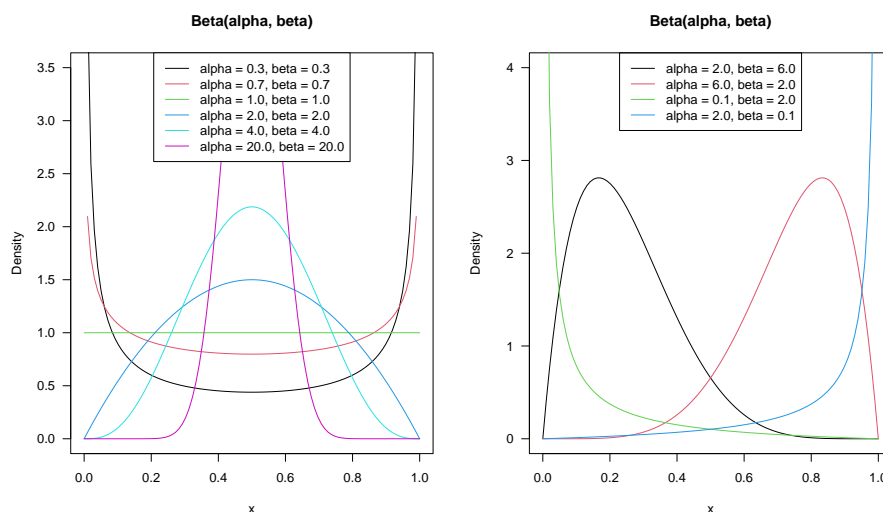 Beta(alpha, beta)
alpha = 0.3, beta = 0.3
alpha = 0.7, beta = 0.7
alpha = 1.0, beta = 1.0
alpha = 2.0, beta = 2.0
alpha = 4.0, beta = 4.0
alpha = 20.0, beta = 20.0
Density
3.5
3.0
2.5
2.0
1.5
1.0
0.5
0.0
0.0 0.2 0.4 0.6 0.8 1.0
x
Beta(alpha, beta)
alpha = 2.0, beta = 6.0
alpha = 6.0, beta = 2.0
alpha = 0.1, beta = 2.0
alpha = 2.0, beta = 0.1
Density
4
3
2
1
0
0.0 0.2 0.4 0.6 0.8 1.0
x